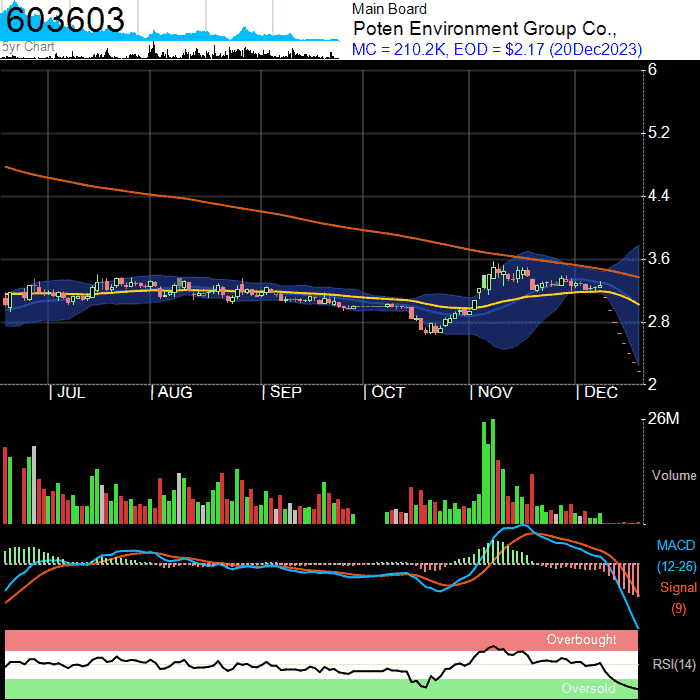 603603
5yr Chart
Main Board
Poten Environment Group Co.,
MC = 210.2K, EOD = $2.17 (20Dec2023)
6
5.2
4.4
3.6
2.8
2
JUL AUG SEP OCT NOV DEC
26M
Volume
MACD
(12-26)
Signal
(9)
Overbought
RSI(14)
Oversold